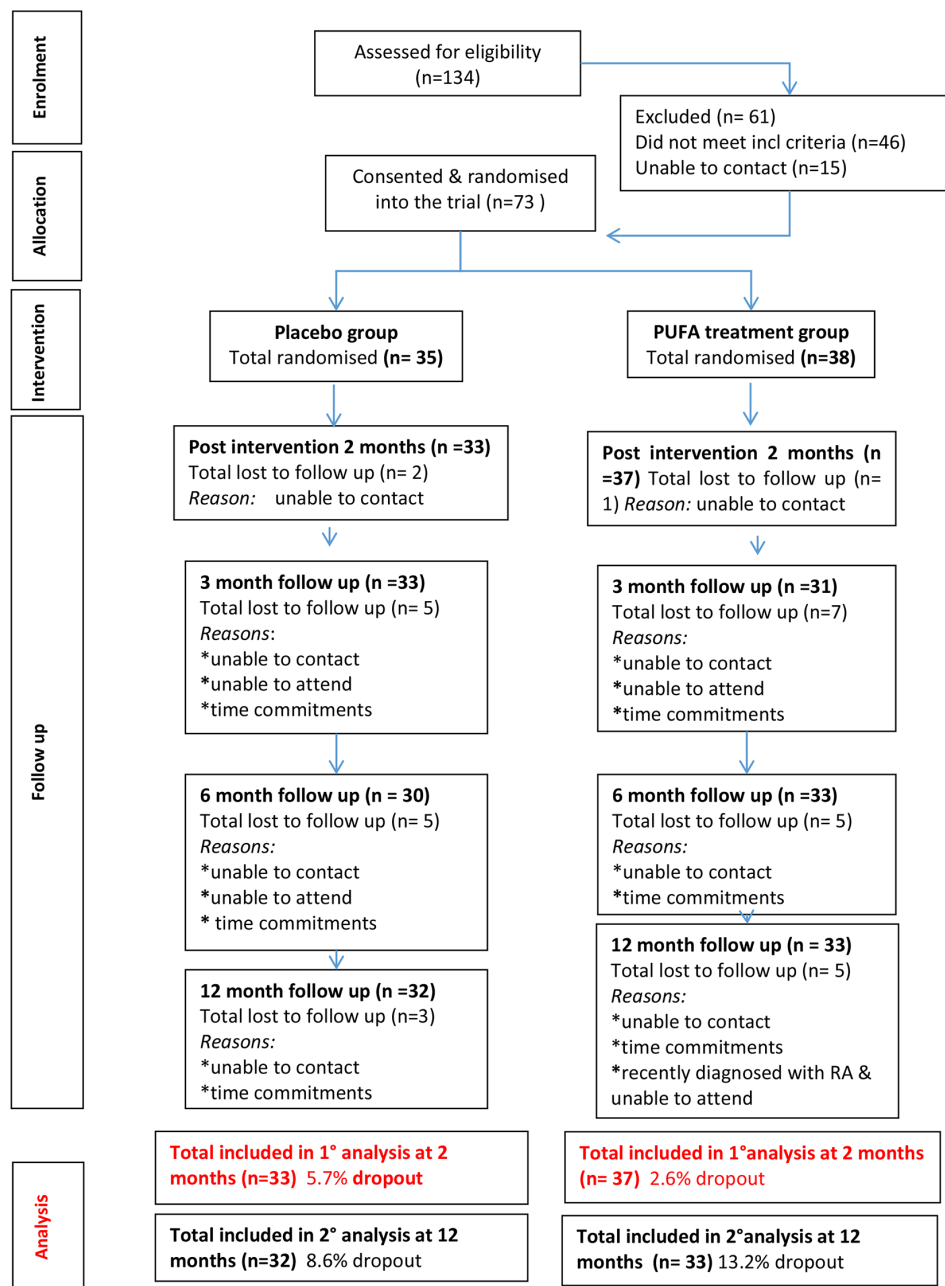 Enrolment
Assessed for eligibility
(n=134)
Excluded (n= 61)
Did not meet incl criteria (n=46)
Unable to contact (n=15)
Allocation
Consented & randomised
into the trial (n=73 )
Intervention
Placebo group
Total randomised (n= 35)
PUFA treatment group
Total randomised (n=38)
Follow up
Post intervention 2 months (n =33)
Total lost to follow up (n= 2)
Reason: unable to contact
Post intervention 2 months (n
=37) Total lost to follow up (n=
1) Reason: unable to contact
3 month follow up (n =33)
Total lost to follow up (n= 5)
Reasons:
*unable to contact
*unable to attend
*time commitments
3 month follow up (n =31)
Total lost to follow up (n=7)
Reasons:
*unable to contact
*unable to attend
*time commitments
6 month follow up (n = 30)
Total lost to follow up (n= 5)
Reasons:
*unable to contact
*unable to attend
* time commitments
6 month follow up (n =33)
Total lost to follow up (n= 5)
Reasons:
*unable to contact
*time commitments
12 month follow up (n =32)
Total lost to follow up (n=3)
Reasons:
*unable to contact
*time commitments
12 month follow up (n = 33)
Total lost to follow up (n= 5)
Reasons:
*unable to contact
*time commitments
*recently diagnosed with RA &
unable to attend
Analysis
Total included in 1° analysis at 2
months (n=33) 5.7% dropout
Total included in 1°analysis at 2 months
(n= 37) 2.6% dropout
Total included in 2° analysis at 12
months (n=32) 8.6% dropout
Total included in 2°analysis at 12
months (n= 33) 13.2% dropout